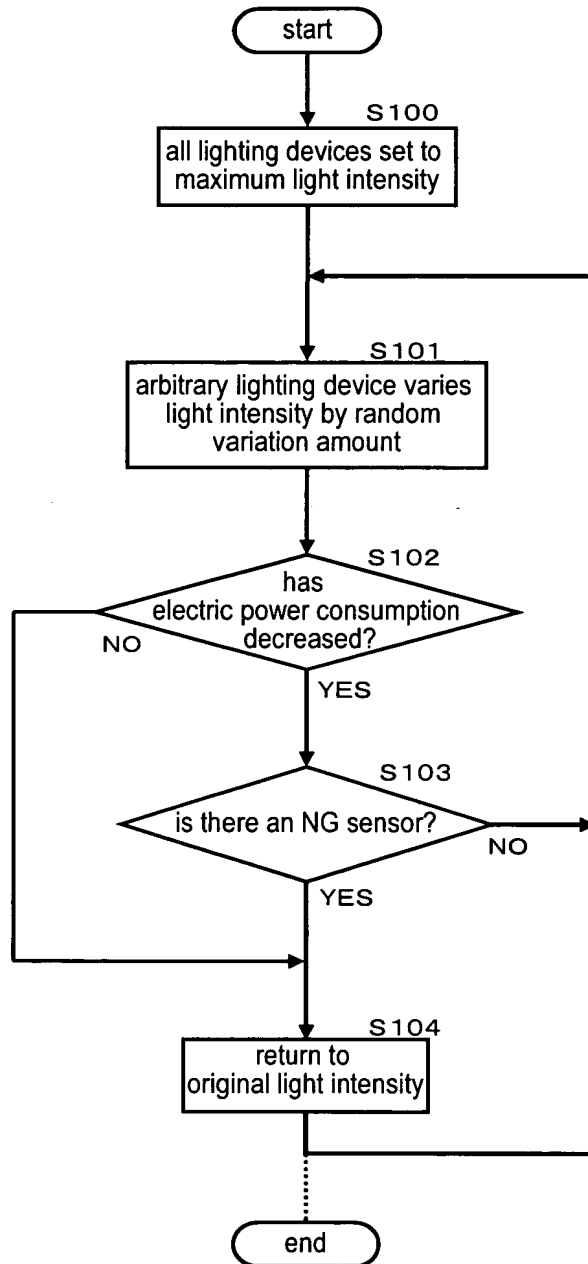 start
S100
all lighting devices set to
maximum light intensity
S101
arbitrary lighting device varies
light intensity by random
variation amount
S102
has
electric power consumption
decreased?
NO
YES
S103
is there an NG sensor?
NO
YES
S104
return to
original light intensity
end